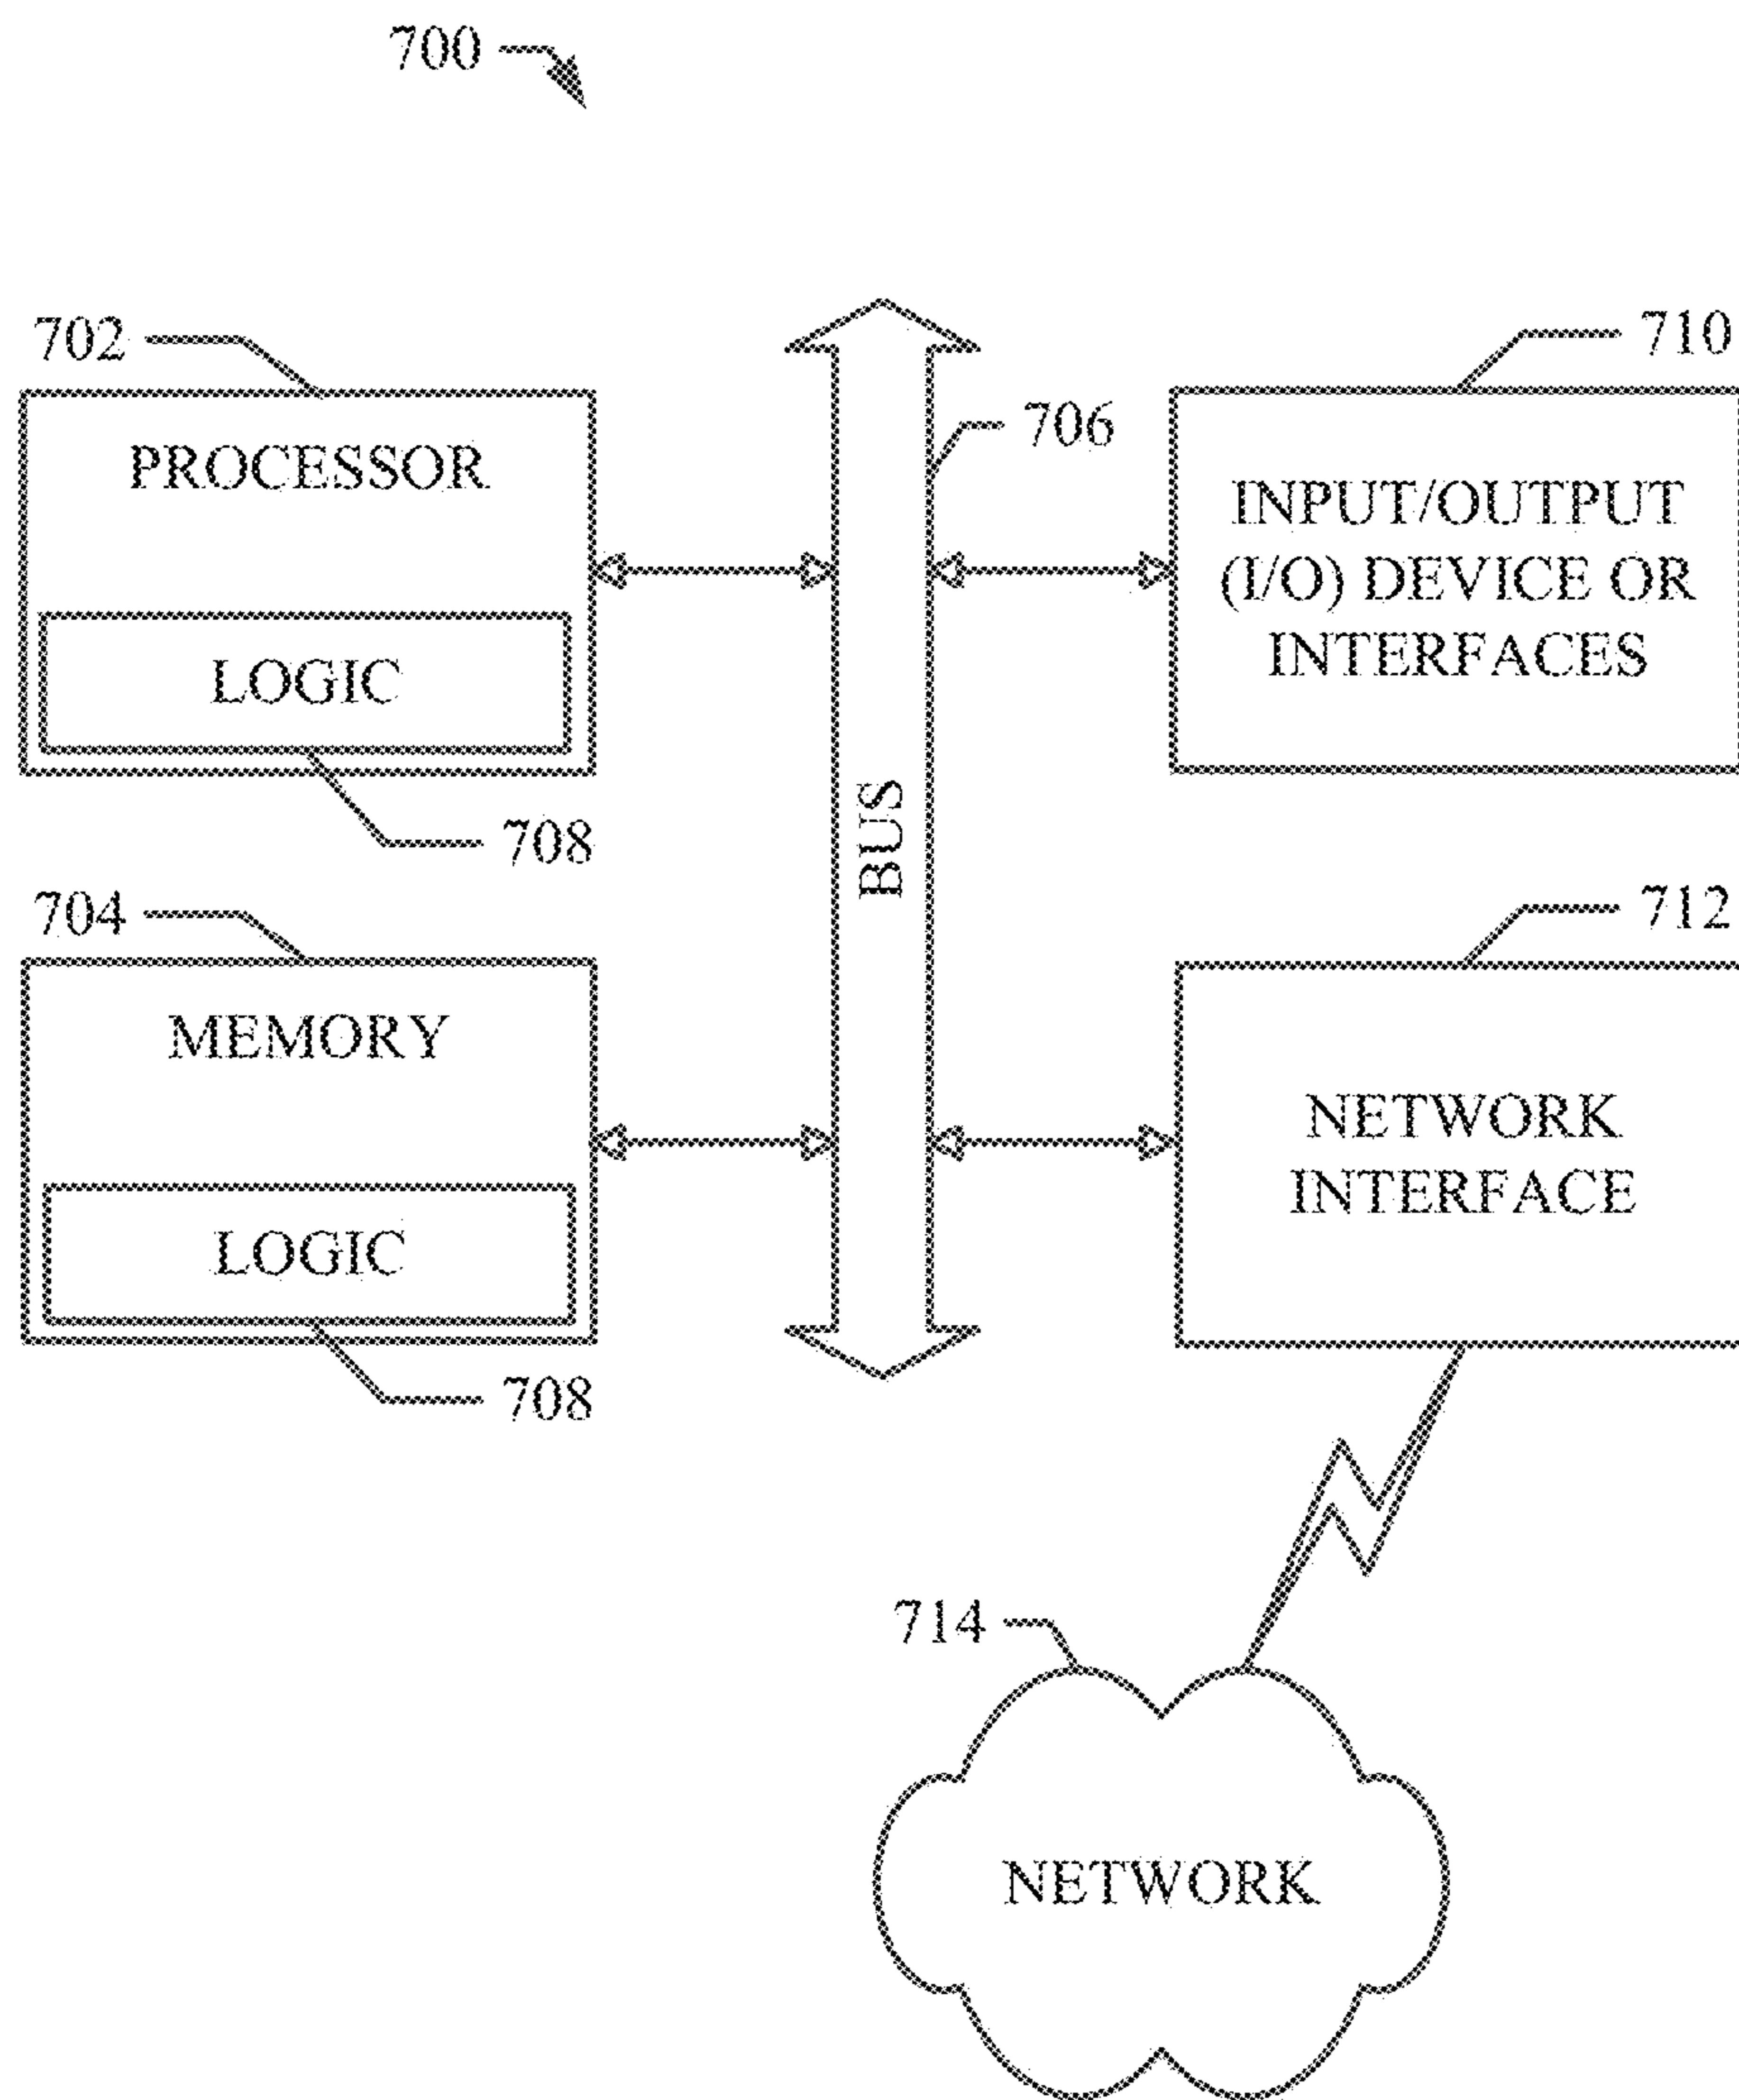 700
702
710
706
PROCESSOR
INPUT/OUTPUT
(I/O) DEVICE OR
INTERFACES
LOGIC
708
BUS
704
712
MEMORY
NETWORK
INTERFACE
LOGIC
708
714
NETWORK